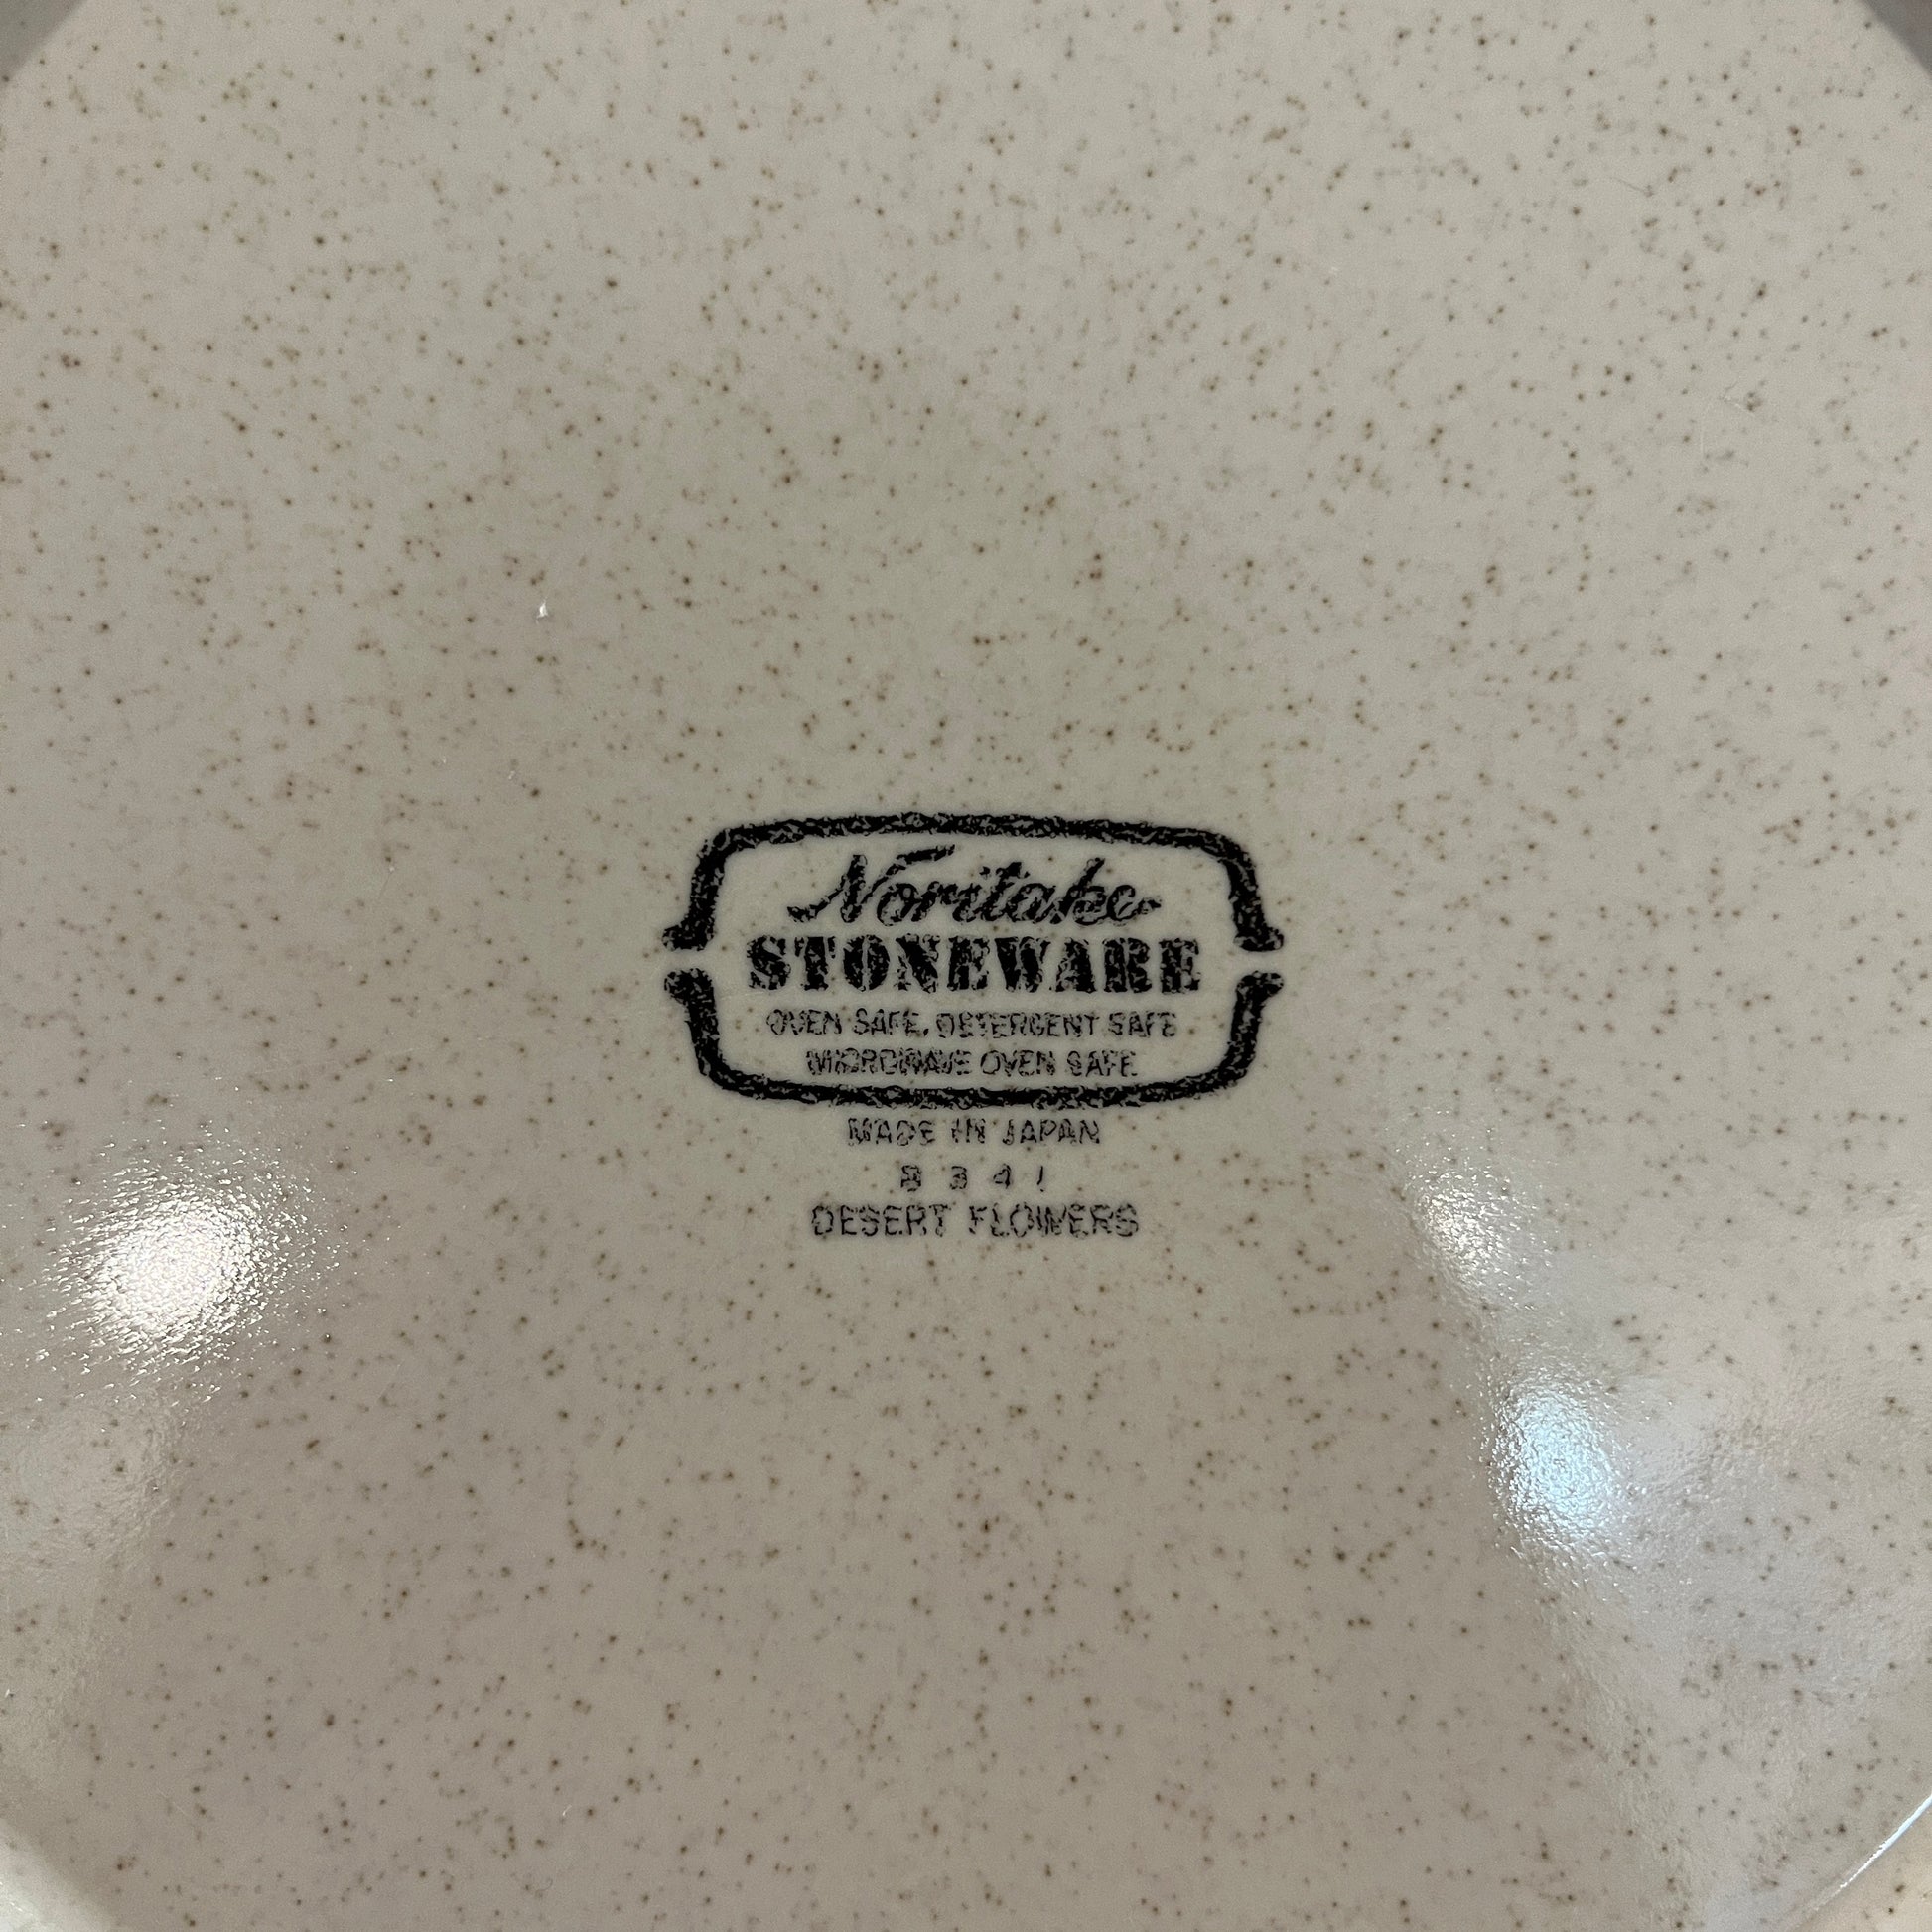 Noritake
STONEWARE
OVEN SAFE, DETERGENT SAFE
MICROWAVE OVEN SAFE
MADE IN JAPAN
8341
DESERT FLOWERS